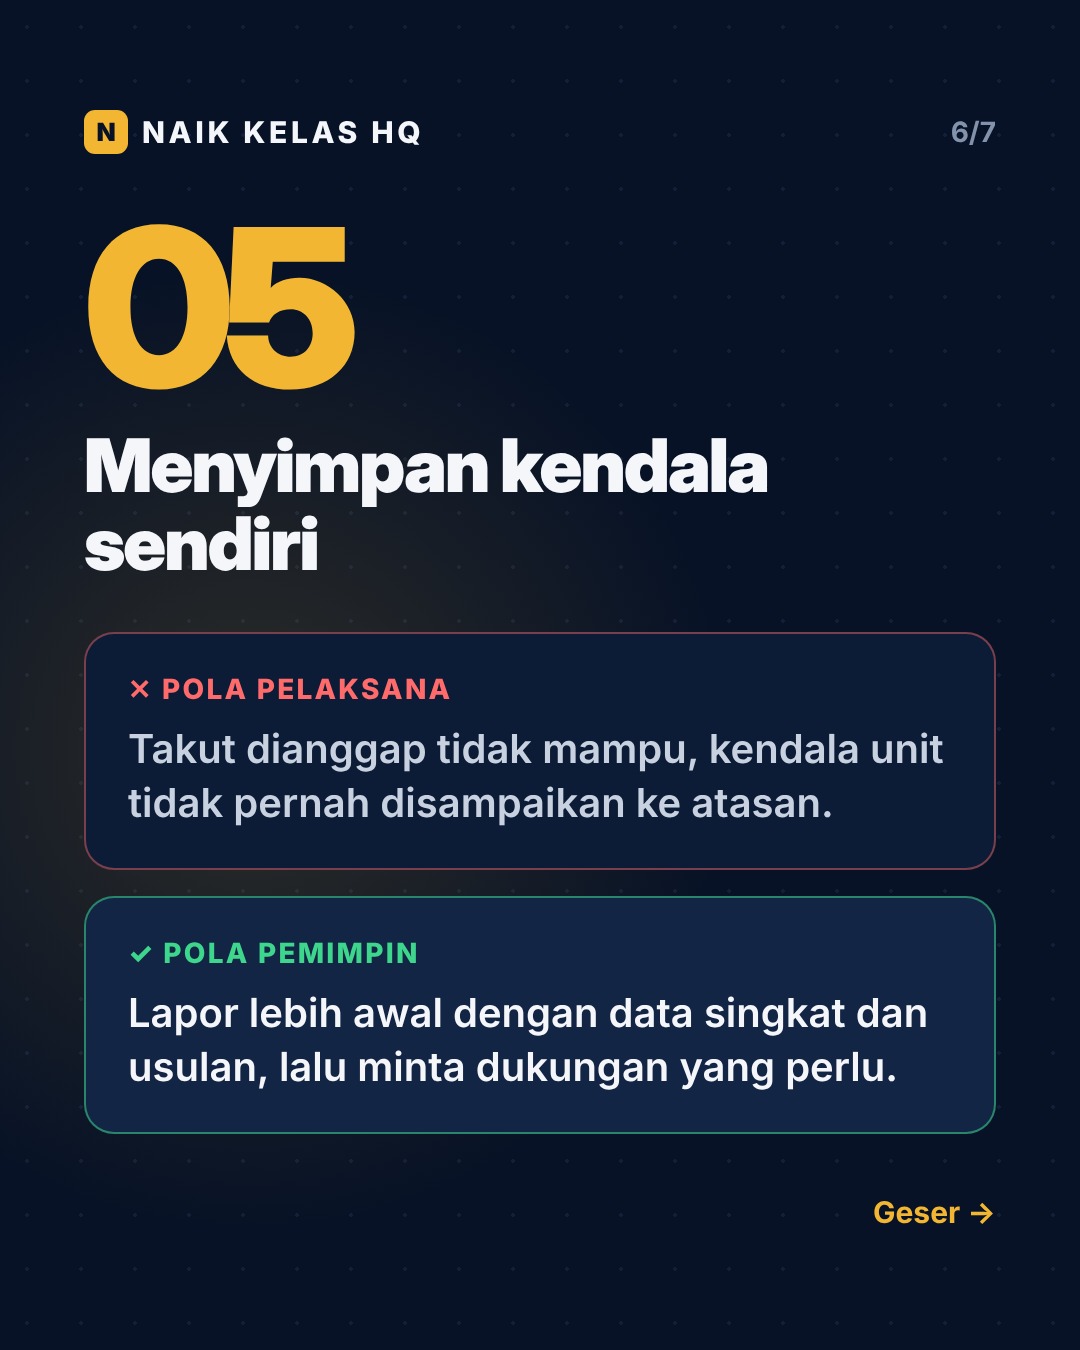 N NAIK KELAS HQ
6/7
05
Menyimpan kendala
sendiri
✕ POLA PELAKSANA
Takut dianggap tidak mampu, kendala unit
tidak pernah disampaikan ke atasan.
✓ POLA PEMIMPIN
Lapor lebih awal dengan data singkat dan
usulan, lalu minta dukungan yang perlu.
Geser →